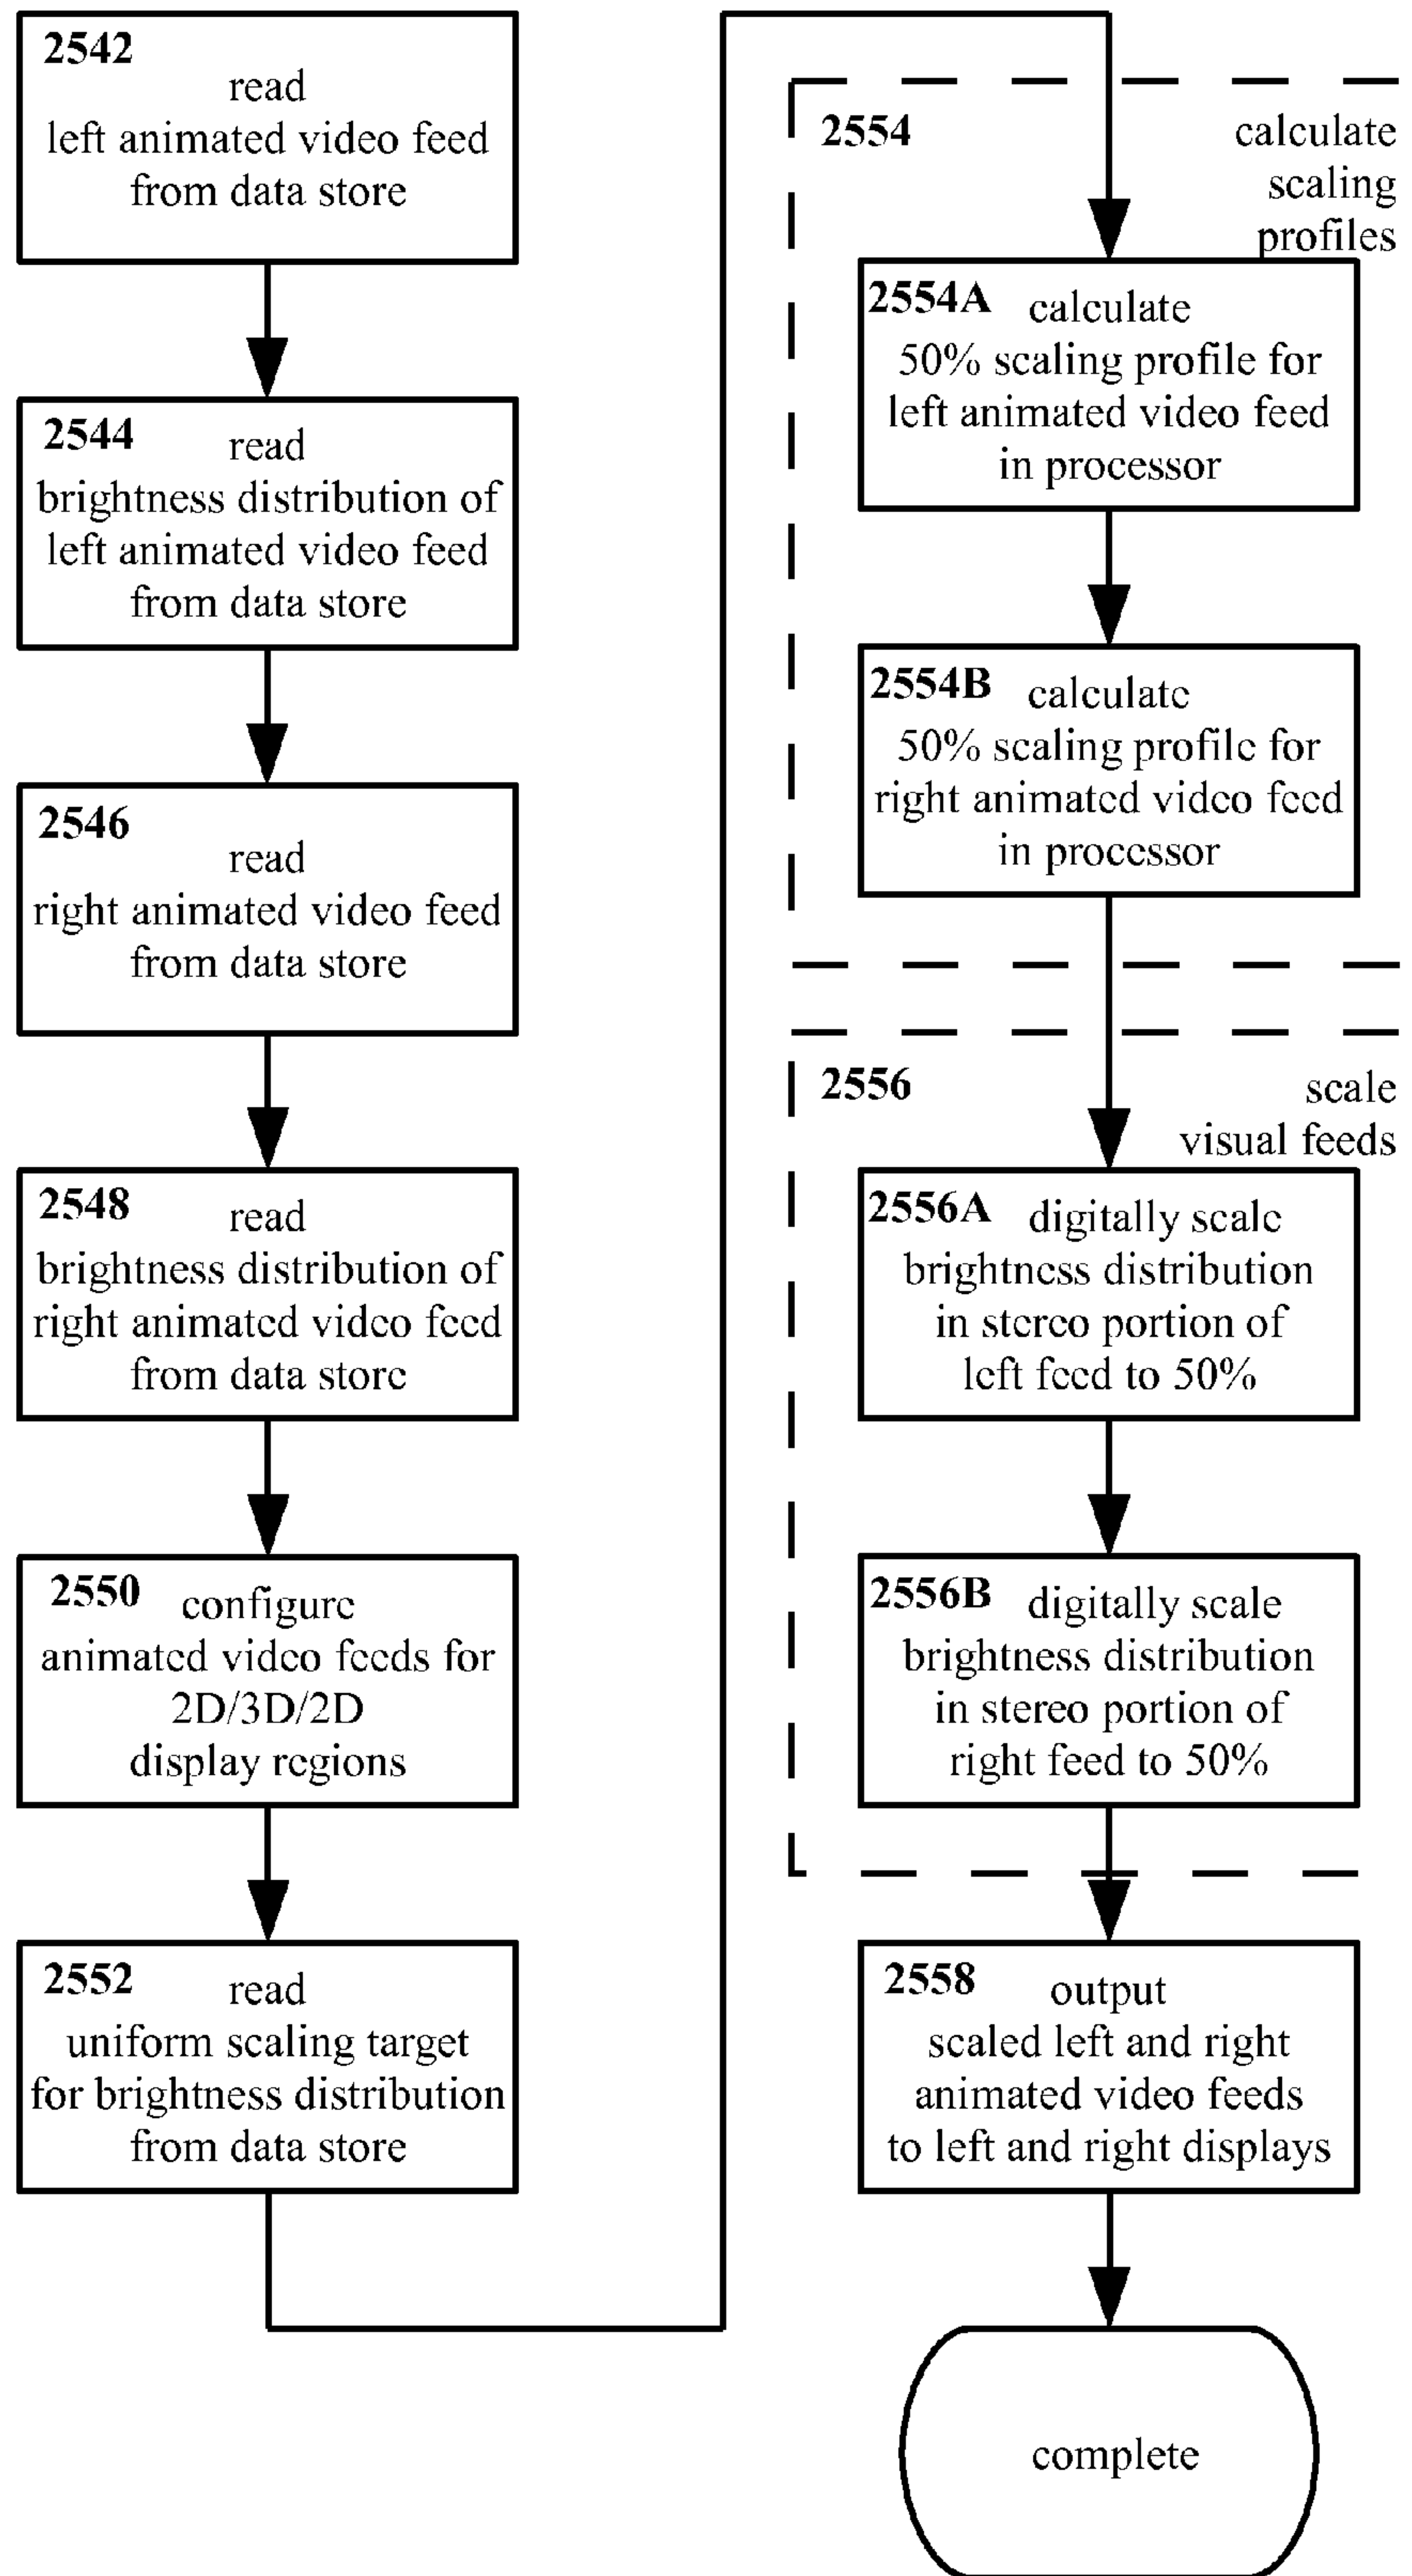 2542
read
left animated video feed
from data store
2544
read
brightness distribution of
left animated video feed
from data store
2546
read
right animated video feed
from data store
2548
read
brightness distribution of
right animated video feed
from data store
2550
configure
animated video feeds for
2D/3D/2D
display regions
2552
read
uniform scaling target
for brightness distribution
from data store
2554
calculate
scaling
profiles
2554A calculate
50% scaling profile for
left animated video feed
in processor
2554B calculate
50% scaling profile for
right animated video feed
in processor
2556
scale
visual feeds
2556A digitally scale
brightness distribution
in stereo portion of
left feed to 50%
2556B digitally scale
brightness distribution
in stereo portion of
right feed to 50%
2558
output
scaled left and right
animated video feeds
to left and right displays
complete